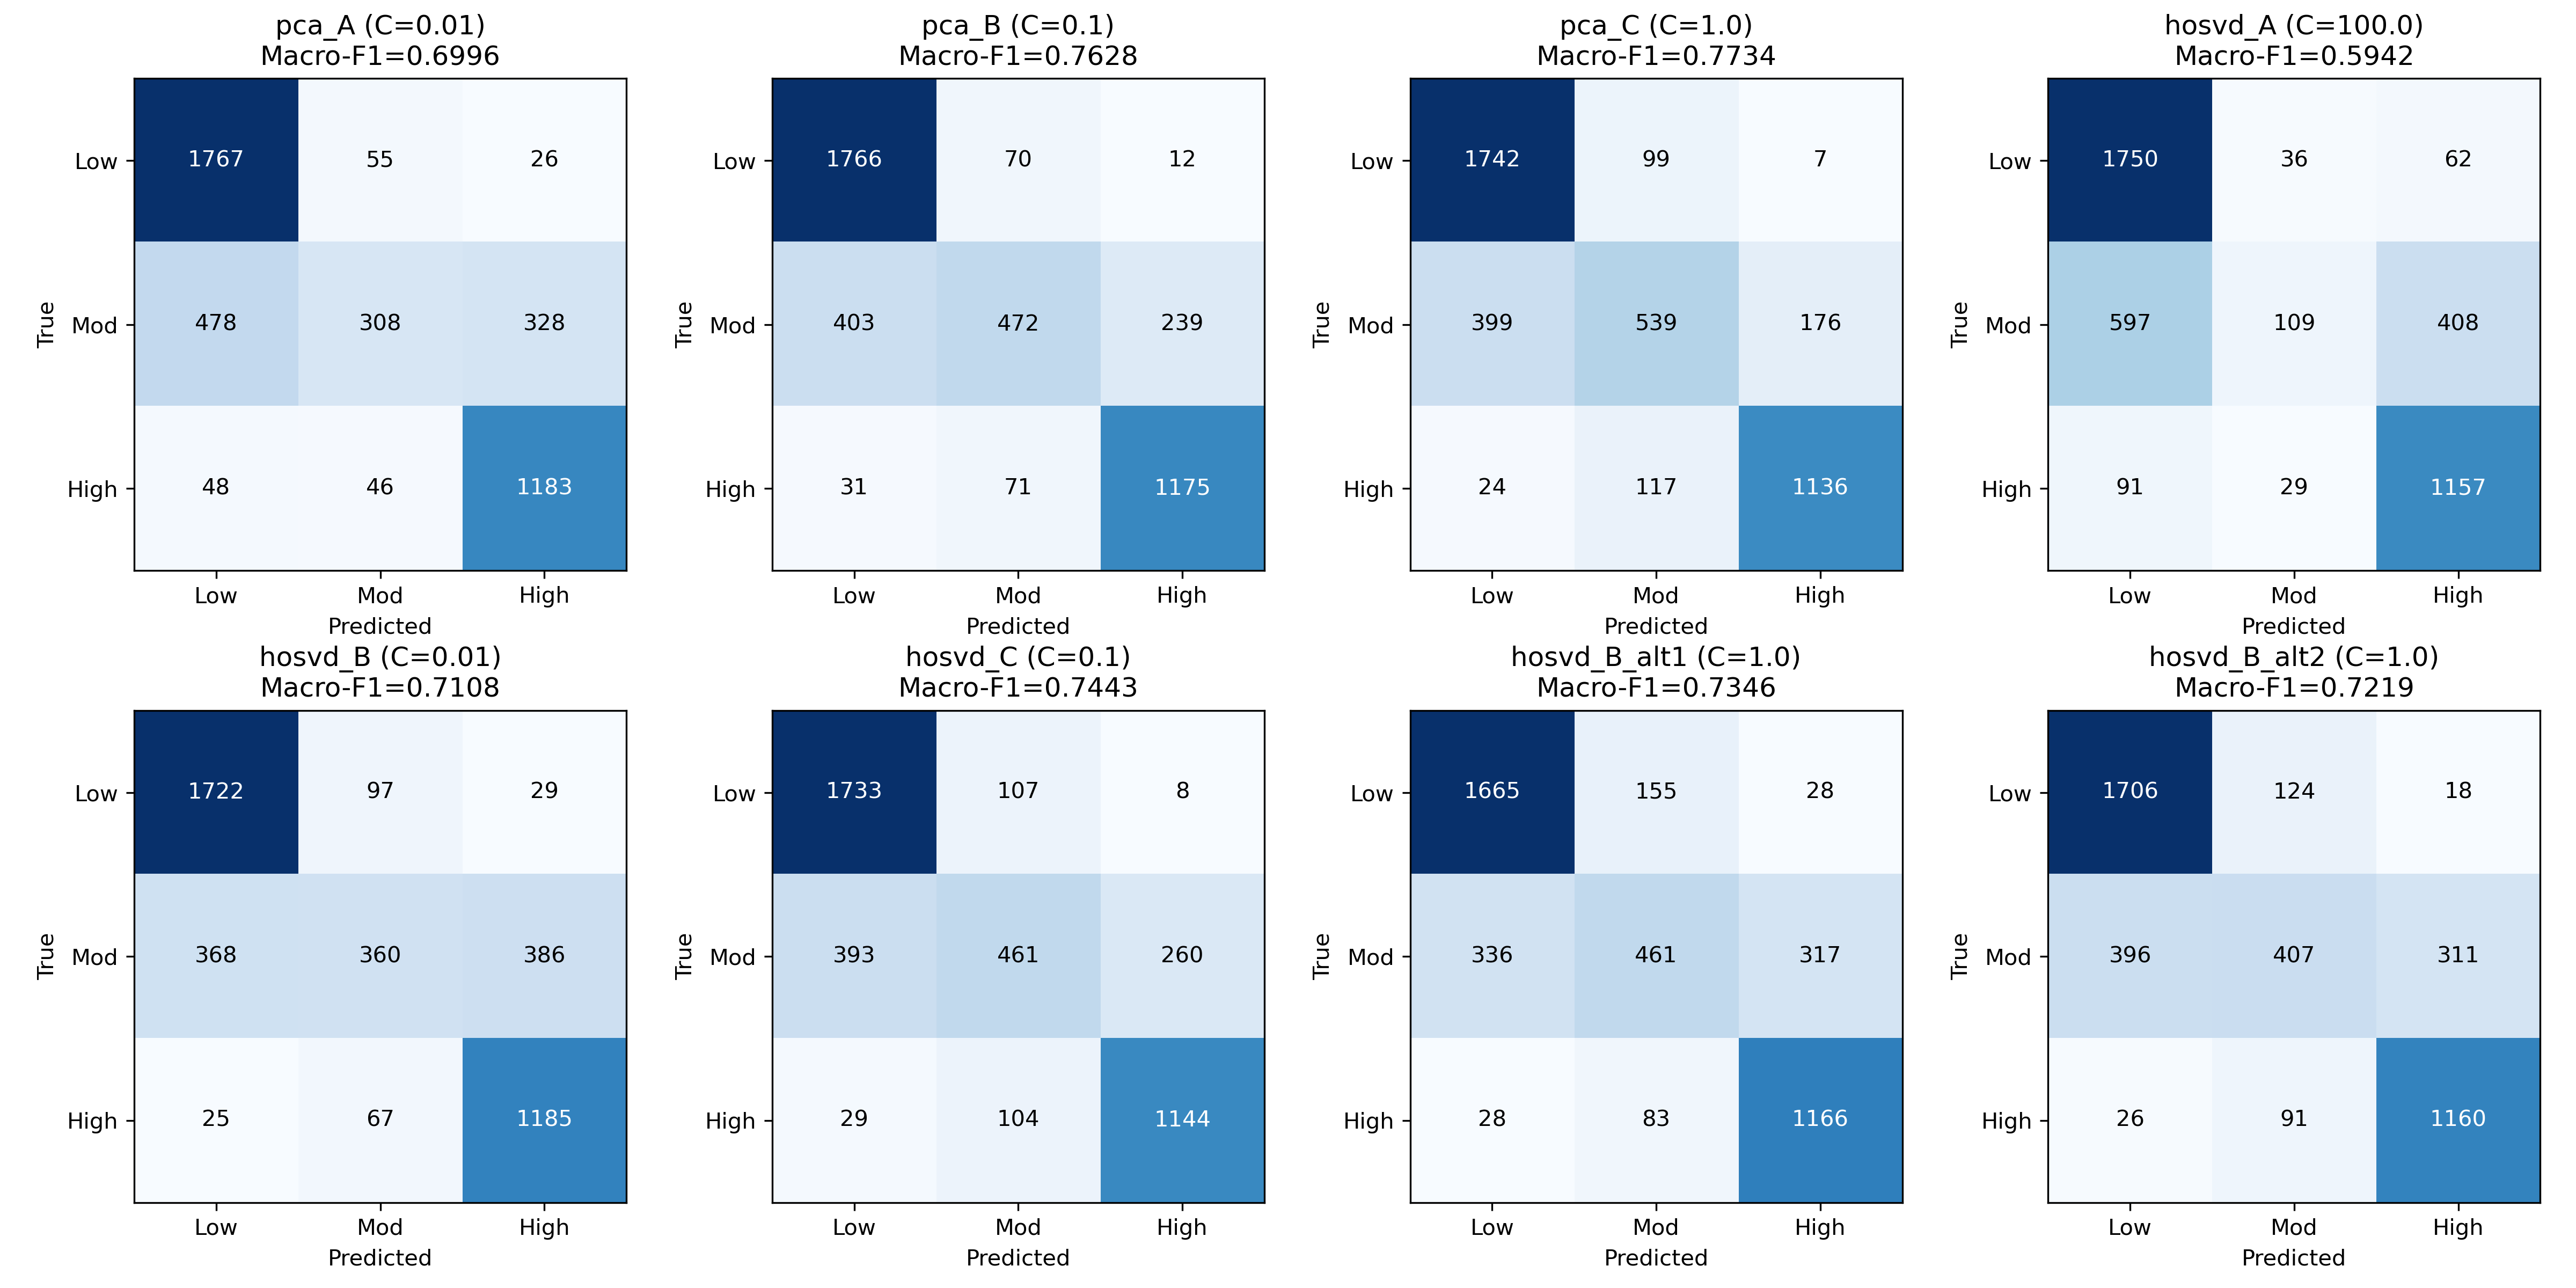 pca_A (C=0.01)
Macro-F1=0.6996
Low 1767 55 26
Mod 478 308 328
High 48 46 1183
True
Low Mod High
Predicted
pca_B (C=0.1)
Macro-F1=0.7628
Low 1766 70 12
Mod 403 472 239
High 31 71 1175
True
Low Mod High
Predicted
pca_C (C=1.0)
Macro-F1=0.7734
Low 1742 99 7
Mod 399 539 176
High 24 117 1136
True
Low Mod High
Predicted
hosvd_A (C=100.0)
Macro-F1=0.5942
Low 1750 36 62
Mod 597 109 408
High 91 29 1157
True
Low Mod High
Predicted
hosvd_B (C=0.01)
Macro-F1=0.7108
Low 1722 97 29
Mod 368 360 386
High 25 67 1185
True
Low Mod High
Predicted
hosvd_C (C=0.1)
Macro-F1=0.7443
Low 1733 107 8
Mod 393 461 260
High 29 104 1144
True
Low Mod High
Predicted
hosvd_B_alt1 (C=1.0)
Macro-F1=0.7346
Low 1665 155 28
Mod 336 461 317
High 28 83 1166
True
Low Mod High
Predicted
hosvd_B_alt2 (C=1.0)
Macro-F1=0.7219
Low 1706 124 18
Mod 396 407 311
High 26 91 1160
True
Low Mod High
Predicted